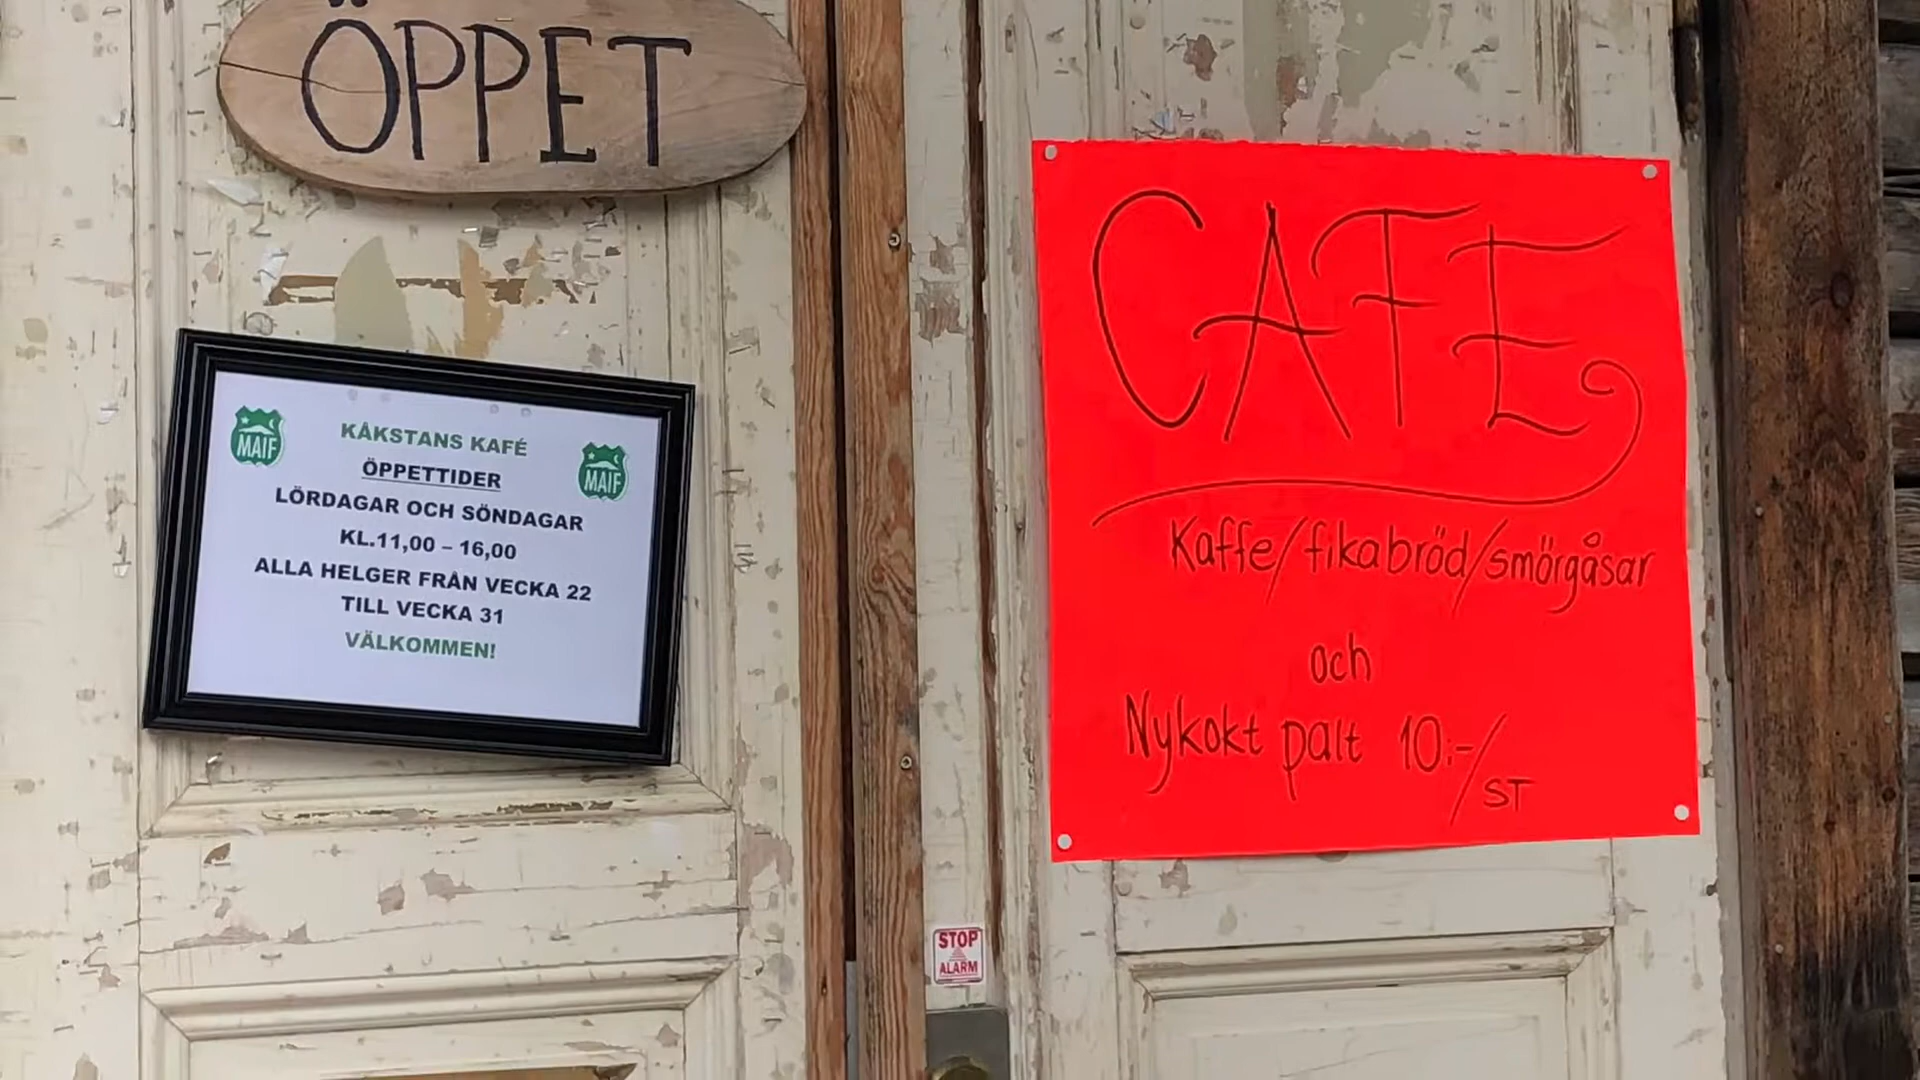 ÖPPET
MAIF
MAIF
KÅKSTANS KAFÉ
ÖPPETTIDER
LÖRDAGAR OCH SÖNDAGAR
KL.11,00 – 16,00
ALLA HELGER FRÅN VECKA 22
TILL VECKA 31
VÄLKOMMEN!
CAFE
Kaffe/fikabröd/smörgåsar
och
Nykokt palt 10:-/
ST
STOP
ALARM